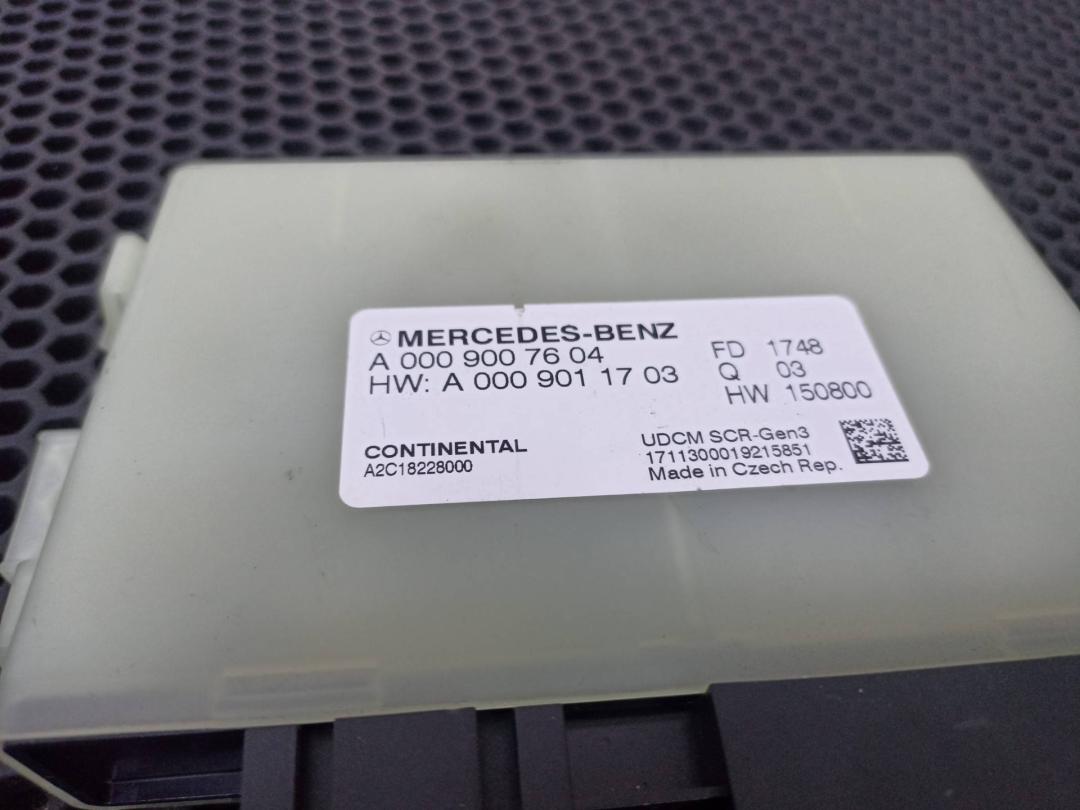 MERCEDES-BENZ
A 000 900 76 04
HW: A 000 901 17 03
FD 1748
Q 03
HW 150800
CONTINENTAL
A2C18228000
UDCM SCR-Gen3
1711300019215851
Made in Czech Rep.